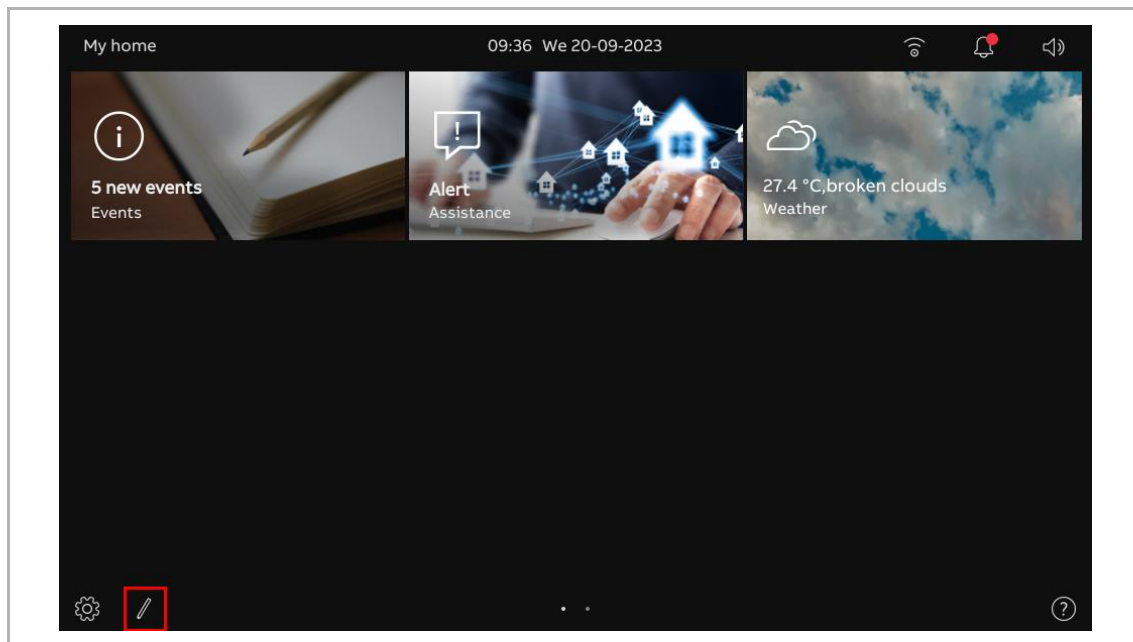 My home
09:36 We 20-09-2023
5 new events
Events
Alert
Assistance
27.4 °C,broken clouds
Weather